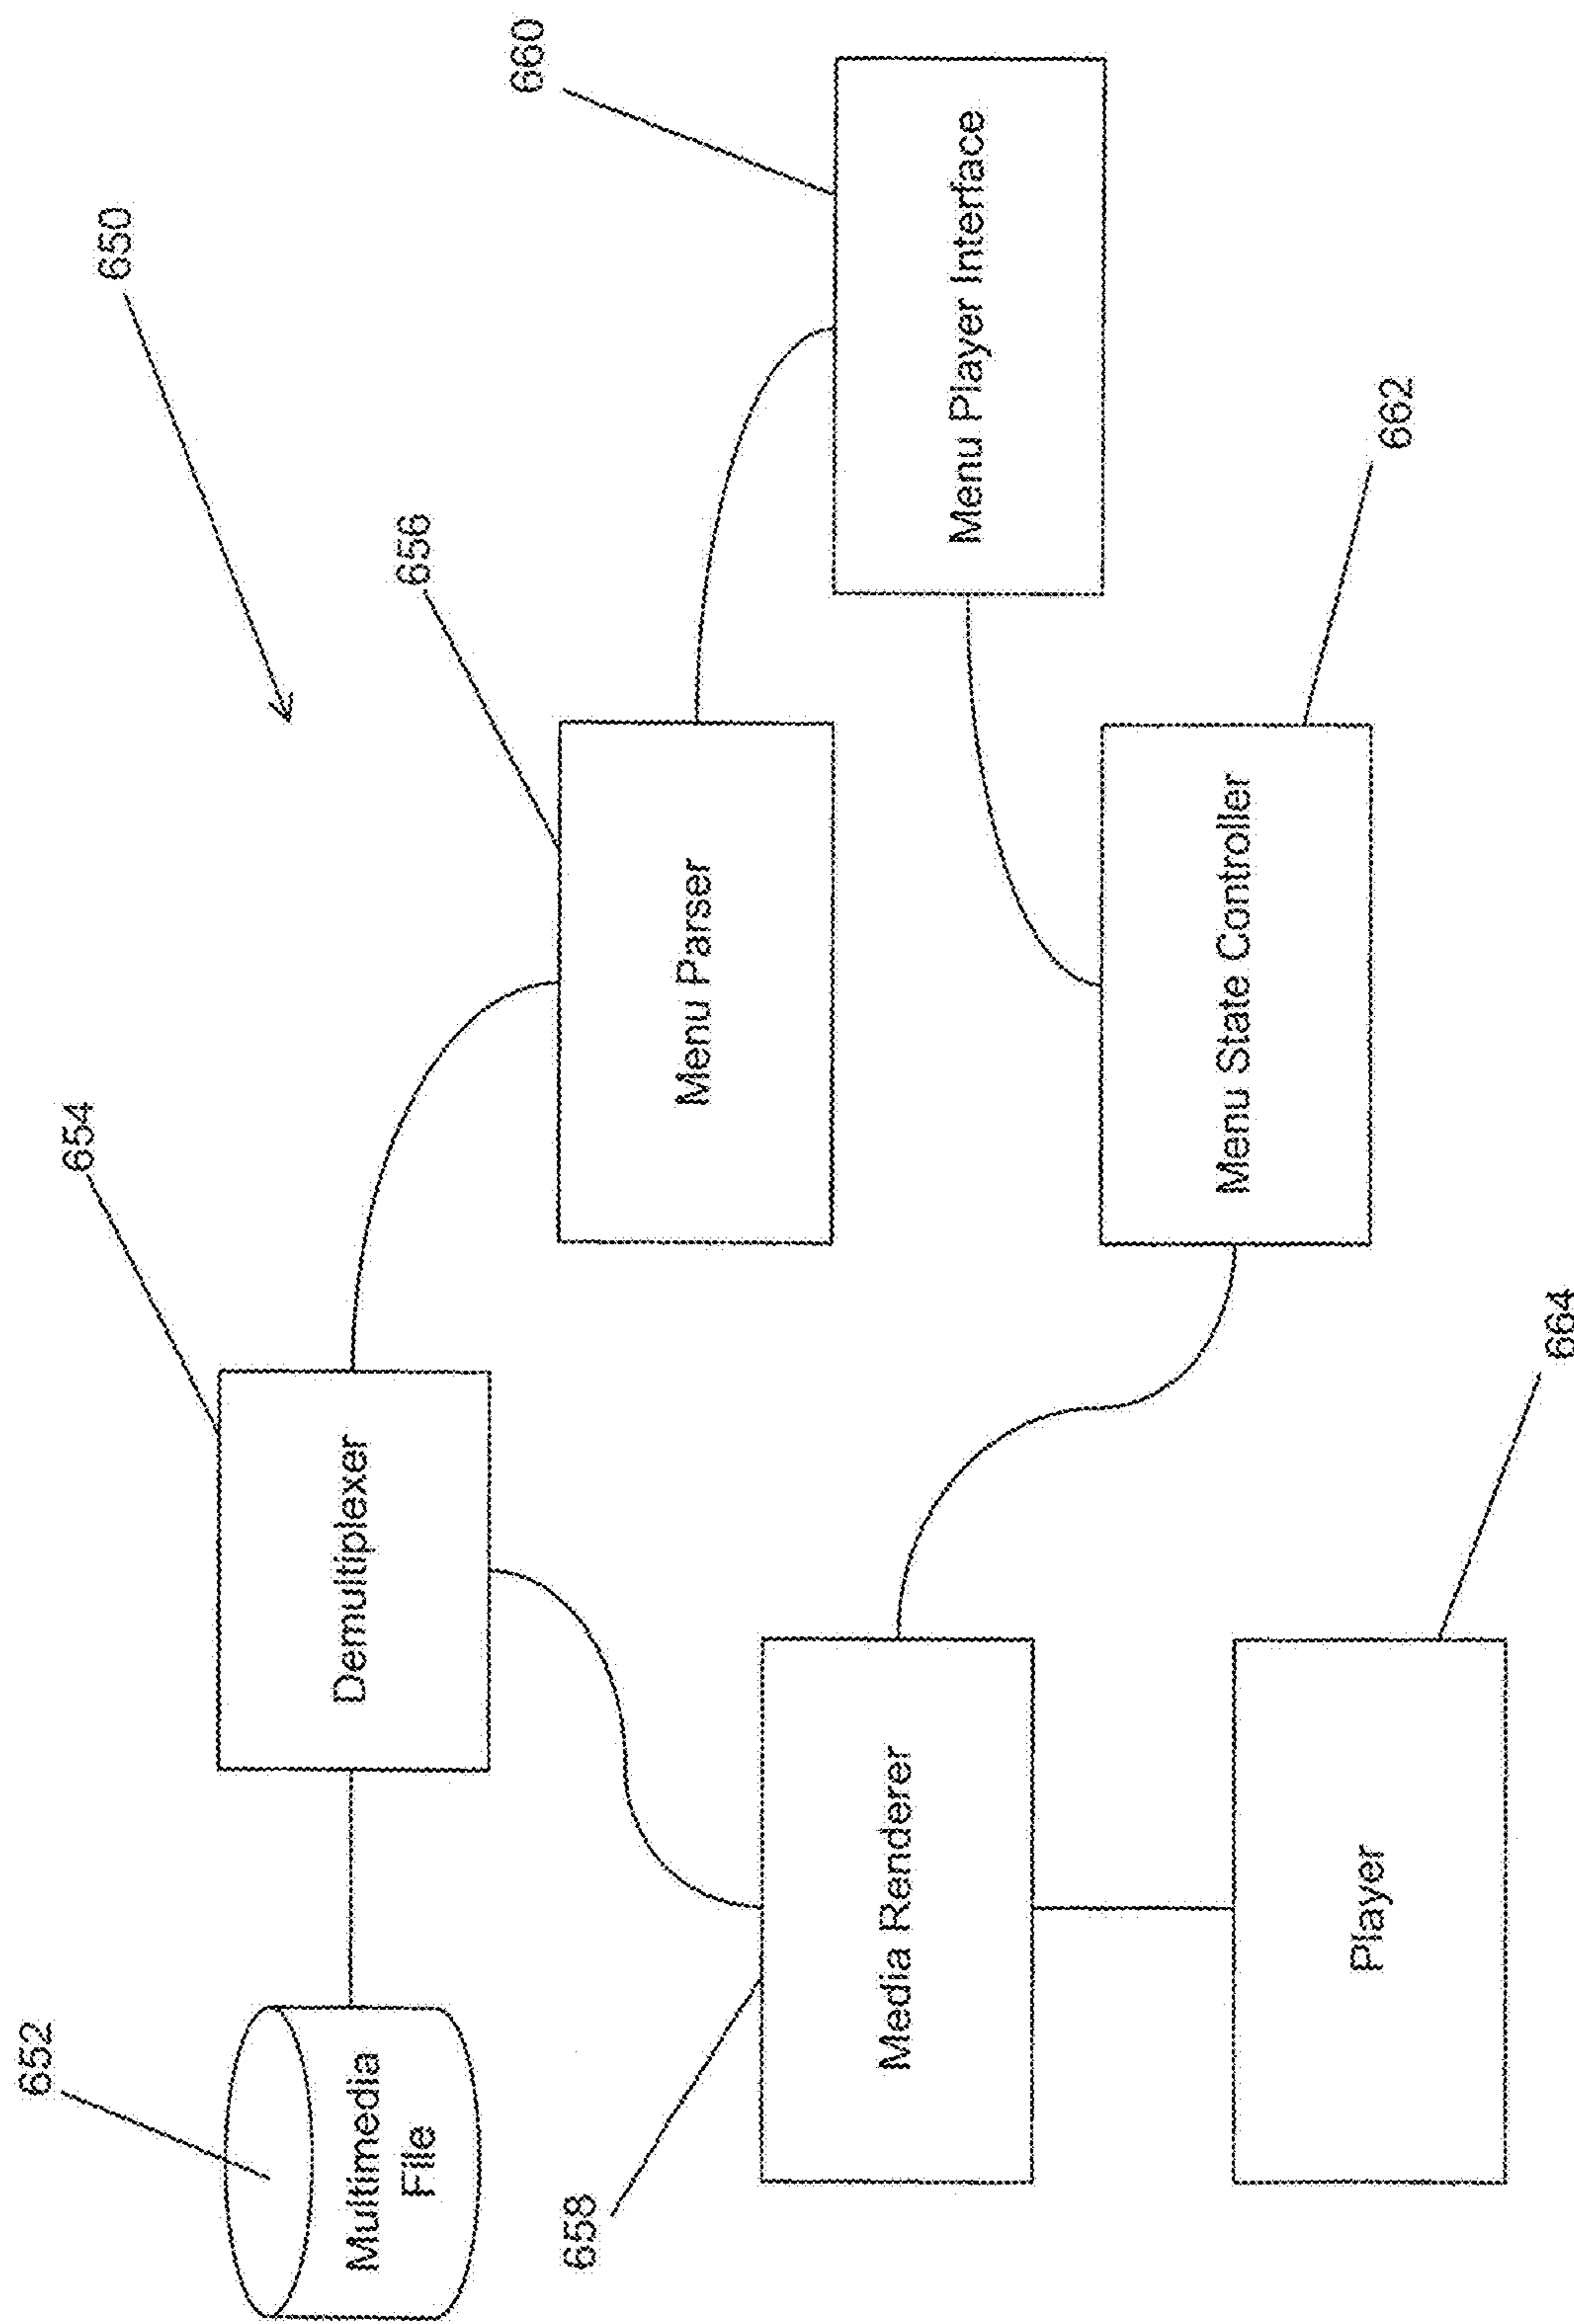 650
652
654
656
660
Multimedia
File
Demultiplexer
Menu Parser
Menu Player Interface
658
Media Renderer
Menu State Controller
662
Player
664